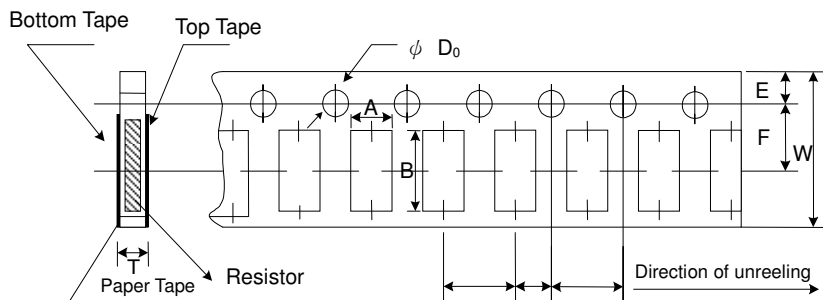 Bottom Tape
Top Tape
ψ D₀
A
B
E
F
W
T
Paper Tape
Resistor
Direction of unreeling